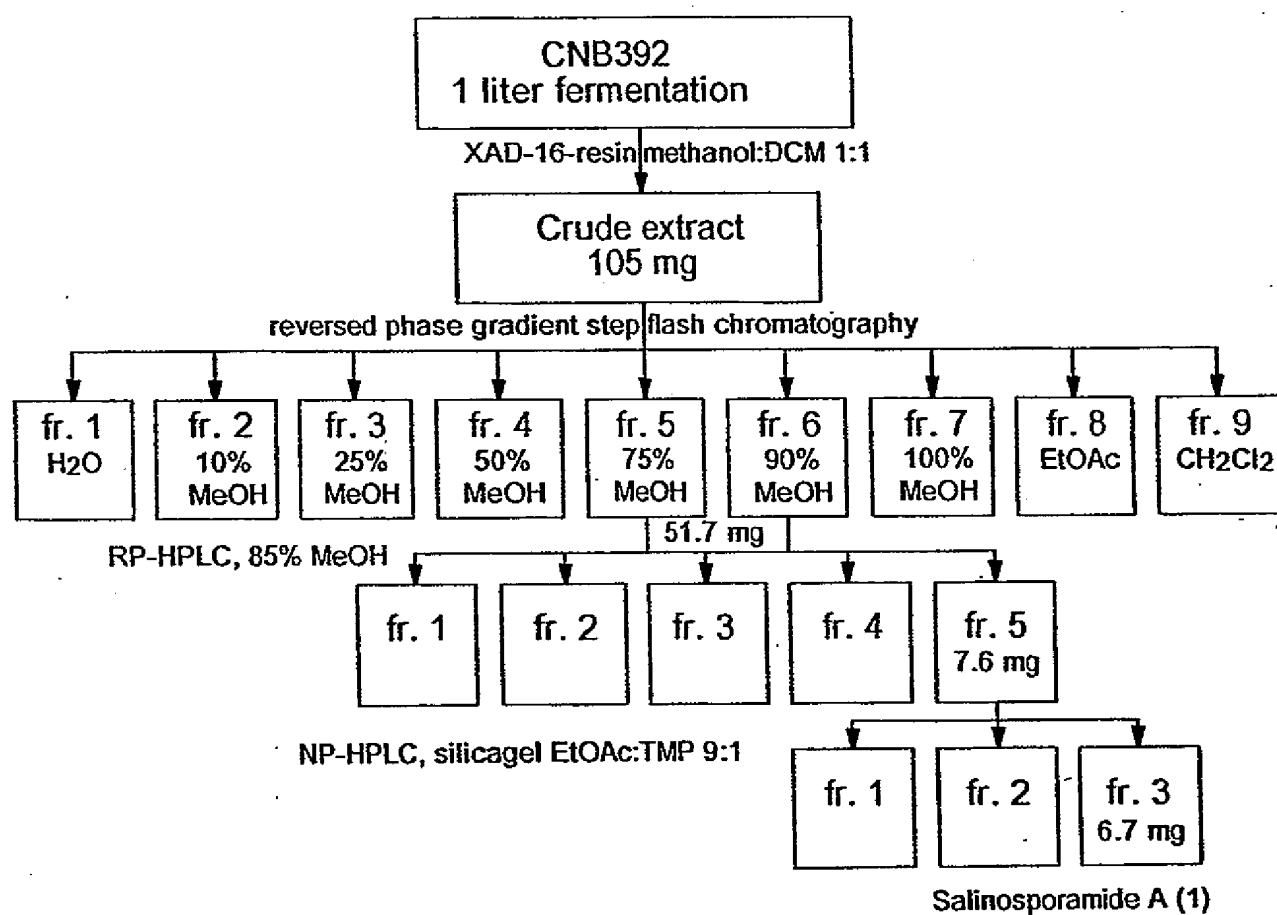 CNB392
1 liter fermentation
XAD-16-resin methanol:DCM 1:1
Crude extract
105 mg
reversed phase gradient step flash chromatography
fr. 1
H2O
fr. 2
10%
MeOH
fr. 3
25%
MeOH
fr. 4
50%
MeOH
fr. 5
75%
MeOH
fr. 6
90%
MeOH
fr. 7
100%
MeOH
fr. 8
EtOAc
fr. 9
CH2Cl2
51.7 mg
RP-HPLC, 85% MeOH
fr. 1
fr. 2
fr. 3
fr. 4
fr. 5
7.6 mg
NP-HPLC, silicagel EtOAc:TMP 9:1
fr. 1
fr. 2
fr. 3
6.7 mg
Salinosporamide A (1)